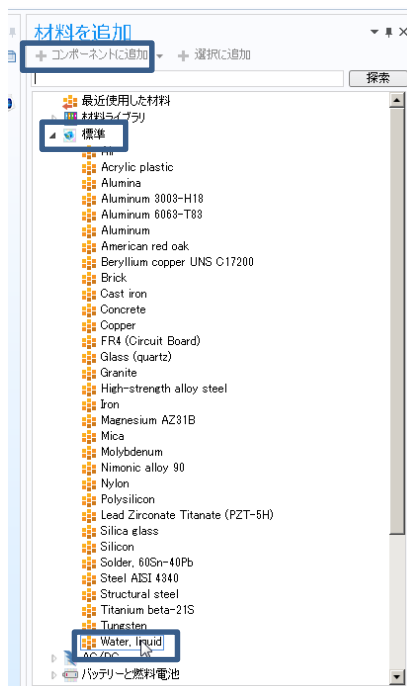 材料を追加
コンポーネントに追加 選択に追加
探索
最近使用した材料
材料ライブラリ
標準
Air
Acrylic plastic
Alumina
Aluminum 3003-H18
Aluminum 6063-T83
Aluminum
American red oak
Beryllium copper UNS C17200
Brick
Cast iron
Concrete
Copper
FR4 (Circuit Board)
Glass (quartz)
Granite
High-strength alloy steel
Iron
Magnesium AZ31B
Mica
Molybdenum
Nimonic alloy 90
Nylon
Polysilicon
Lead Zirconate Titanate (PZT-5H)
Silica glass
Silicon
Solder, 60Sn-40Pb
Steel AISI 4340
Structural steel
Titanium beta-21S
Tungsten
Water, liquid
AC/DC
バッテリーと燃料電池